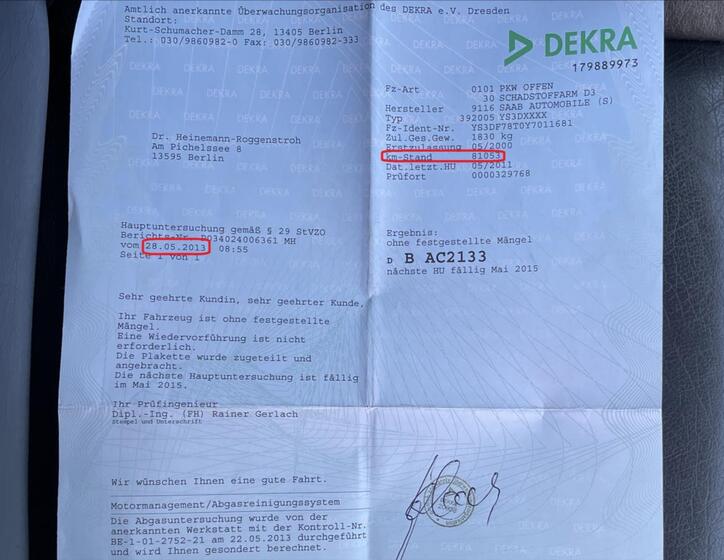 Amtlich anerkannte Überwachungsorganisation des DEKRA e.V. Dresden
Standort:
Kurt-Schumacher-Damm 28, 13405 Berlin
Tel.: 030/9860982-0 Fax: 030/9860982-333
DEKRA
179889973
Fz-Art 0101 PKW OFFEN
30 SCHADSTOFFARM D3
Hersteller 9116 SAAB AUTOMOBILE (S)
Typ 392005 YS3DXXXX
Fz-Ident-Nr. YS3DF78T0Y7011681
Zul.Ges.Gew. 1830 kg
Erstzulassung 05/2000
km-Stand 81053
Dat.letzt.HU 05/2011
Prüfort 0000329768
Dr. Heinemann-Roggenstroh
Am Pichelssee 8
13595 Berlin
Hauptuntersuchung gemäß § 29 StVZO
Berichts-Nr. P034024006361 MH
vom 28.05.2013 08:55
Seite 1 von 1
Ergebnis:
ohne festgestellte Mängel
D B AC2133
nächste HU fällig Mai 2015
Sehr geehrte Kundin, sehr geehrter Kunde,
Ihr Fahrzeug ist ohne festgestellte
Mängel.
Eine Wiedervorführung ist nicht
erforderlich.
Die Plakette wurde zugeteilt und
angebracht.
Die nächste Hauptuntersuchung ist fällig
im Mai 2015.
Ihr Prüfingenieur
Dipl.-Ing. (FH) Rainer Gerlach
Stempel und Unterschrift
Wir wünschen Ihnen eine gute Fahrt.
Motormanagement/Abgasreinigungssystem
Die Abgasuntersuchung wurde von der
anerkannten Werkstatt mit der Kontroll-Nr.
BE-1-01-2752-21 am 22.05.2013 durchgeführt
und wird Ihnen gesondert berechnet.